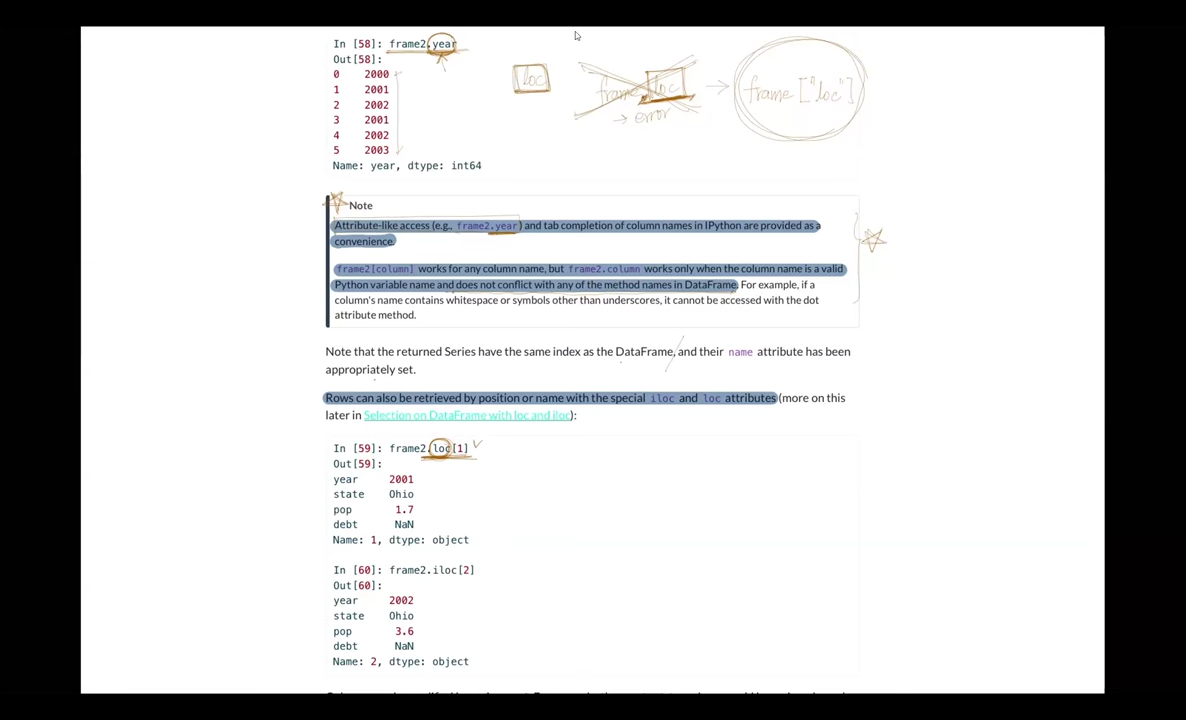 In [58]: frame2.year
Out[58]:
0 2000
1 2001
2 2002
3 2001
4 2002
5 2003
Name: year, dtype: int64
loc
frame.loc
→ error
→ frame ["loc"]
Note
Attribute-like access (e.g., frame2.year) and tab completion of column names in IPython are provided as a
convenience.
frame2[column] works for any column name, but frame2.column works only when the column name is a valid
Python variable name and does not conflict with any of the method names in DataFrame. For example, if a
column's name contains whitespace or symbols other than underscores, it cannot be accessed with the dot
attribute method.
Note that the returned Series have the same index as the DataFrame, and their name attribute has been
appropriately set.
Rows can also be retrieved by position or name with the special iloc and loc attributes (more on this
later in Selection on DataFrame with loc and iloc):
In [59]: frame2.loc[1]
Out[59]:
year 2001
state Ohio
pop 1.7
debt NaN
Name: 1, dtype: object
In [60]: frame2.iloc[2]
Out[60]:
year 2002
state Ohio
pop 3.6
debt NaN
Name: 2, dtype: object